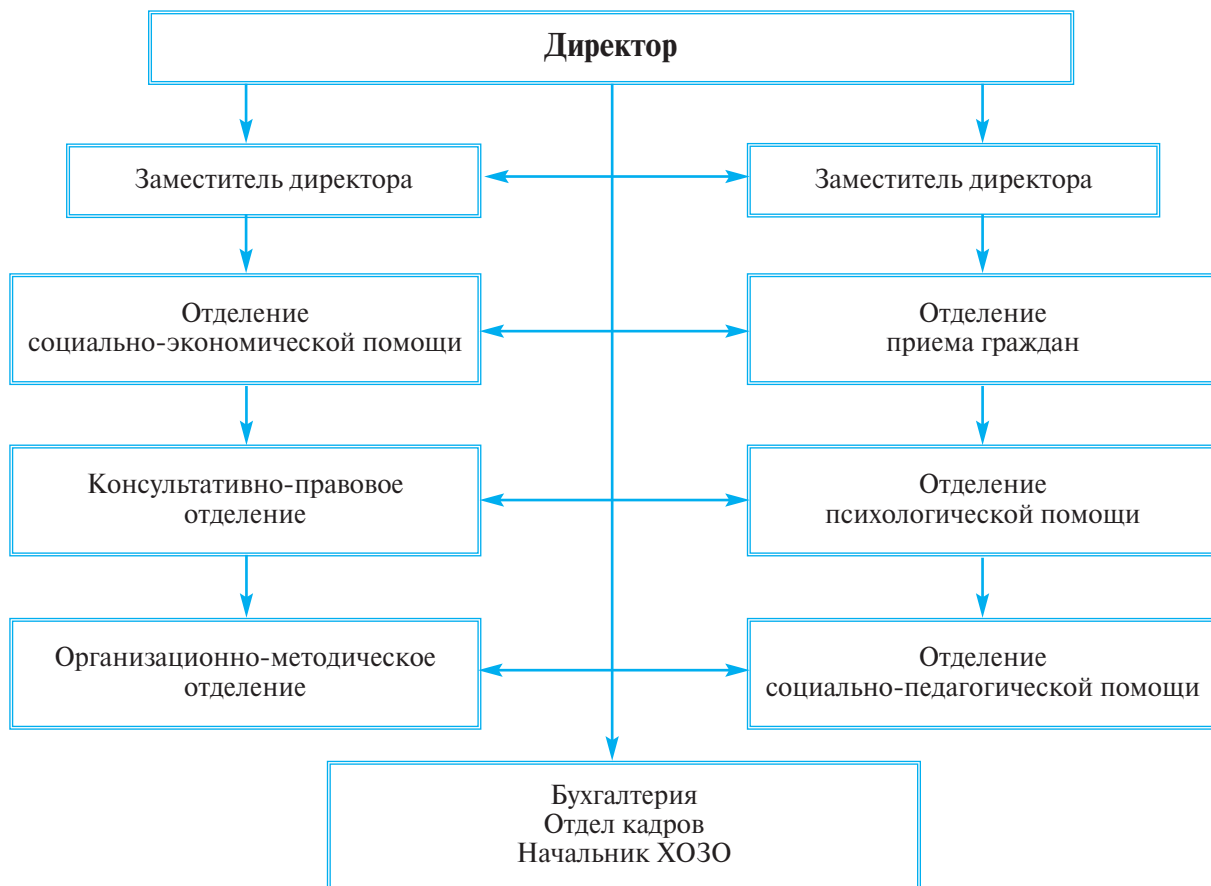 Директор
Заместитель директора
Заместитель директора
Отделение
социально-экономической помощи
Отделение
приема граждан
Консультативно-правовое
отделение
Отделение
психологической помощи
Организационно-методическое
отделение
Отделение
социально-педагогической помощи
Бухгалтерия
Отдел кадров
Начальник ХОЗО